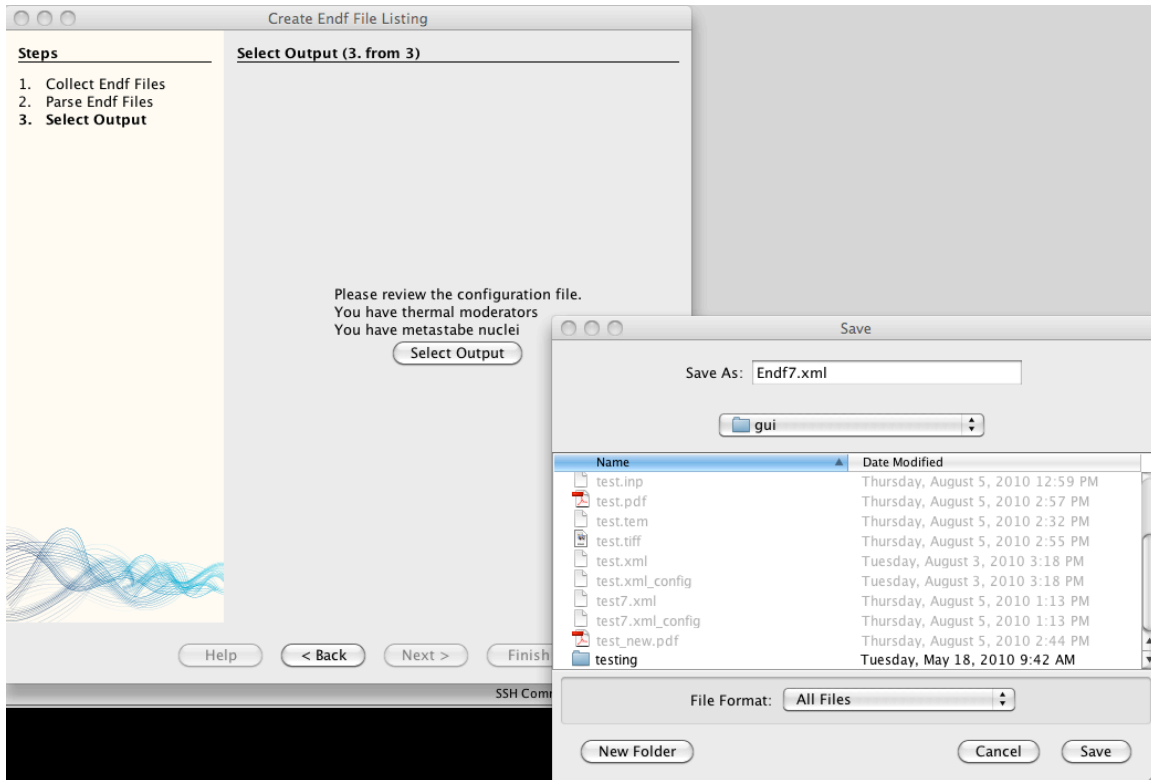 Create Endf File Listing
Steps
1. Collect Endf Files
2. Parse Endf Files
3. Select Output
Select Output (3. from 3)
Please review the configuration file.
You have thermal moderators
You have metastabe nuclei
Select Output
Help
< Back
Next >
Finish
SSH Com
Save
Save As: Endf7.xml
gui
Name Date Modified
test.inp Thursday, August 5, 2010 12:59 PM
test.pdf Thursday, August 5, 2010 2:57 PM
test.tem Thursday, August 5, 2010 2:32 PM
test.tiff Thursday, August 5, 2010 2:55 PM
test.xml Tuesday, August 3, 2010 3:18 PM
test.xml_config Tuesday, August 3, 2010 3:18 PM
test7.xml Thursday, August 5, 2010 1:13 PM
test7.xml_config Thursday, August 5, 2010 1:13 PM
test_new.pdf Thursday, August 5, 2010 2:44 PM
testing Tuesday, May 18, 2010 9:42 AM
File Format: All Files
New Folder
Cancel
Save